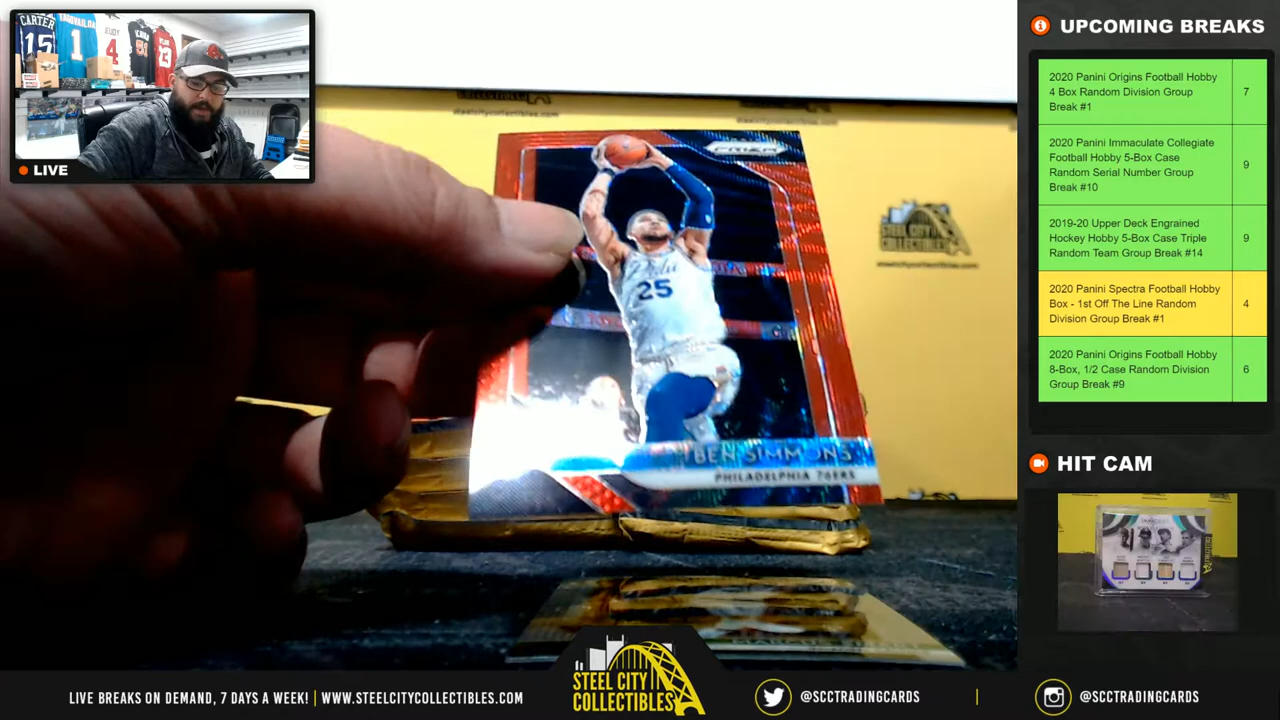 CARTER
15
TAGOVAILOA
1
JEUDY
4
LIVE
steelcitycollectibles.com
PRIZM
25
BEN SIMMONS
PHILADELPHIA 76ERS
STEEL CITY
COLLECTIBLES
UPCOMING BREAKS
2020 Panini Origins Football Hobby
4 Box Random Division Group
Break #1
7
2020 Panini Immaculate Collegiate
Football Hobby 5-Box Case
Random Serial Number Group
Break #10
9
2019-20 Upper Deck Engrained
Hockey Hobby 5-Box Case Triple
Random Team Group Break #14
9
2020 Panini Spectra Football Hobby
Box - 1st Off The Line Random
Division Group Break #1
4
2020 Panini Origins Football Hobby
8-Box, 1/2 Case Random Division
Group Break #9
6
HIT CAM
LIVE BREAKS ON DEMAND, 7 DAYS A WEEK! | WWW.STEELCITYCOLLECTIBLES.COM
STEEL CITY
COLLECTIBLES
@SCCTRADINGCARDS
@SCCTRADINGCARDS